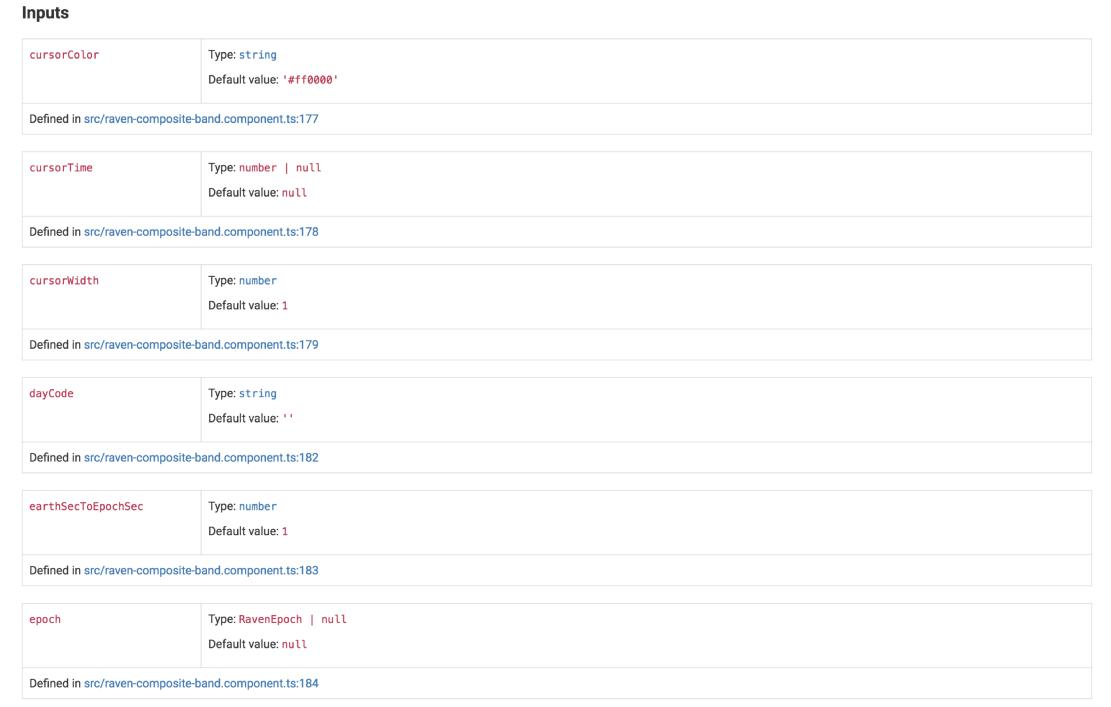 Inputs
cursorColor
Type: string
Default value: '#ff0000'
Defined in src/raven-composite-band.component.ts:177
cursorTime
Type: number | null
Default value: null
Defined in src/raven-composite-band.component.ts:178
cursorWidth
Type: number
Default value: 1
Defined in src/raven-composite-band.component.ts:179
dayCode
Type: string
Default value: ''
Defined in src/raven-composite-band.component.ts:182
earthSecToEpochSec
Type: number
Default value: 1
Defined in src/raven-composite-band.component.ts:183
epoch
Type: RavenEpoch | null
Default value: null
Defined in src/raven-composite-band.component.ts:184